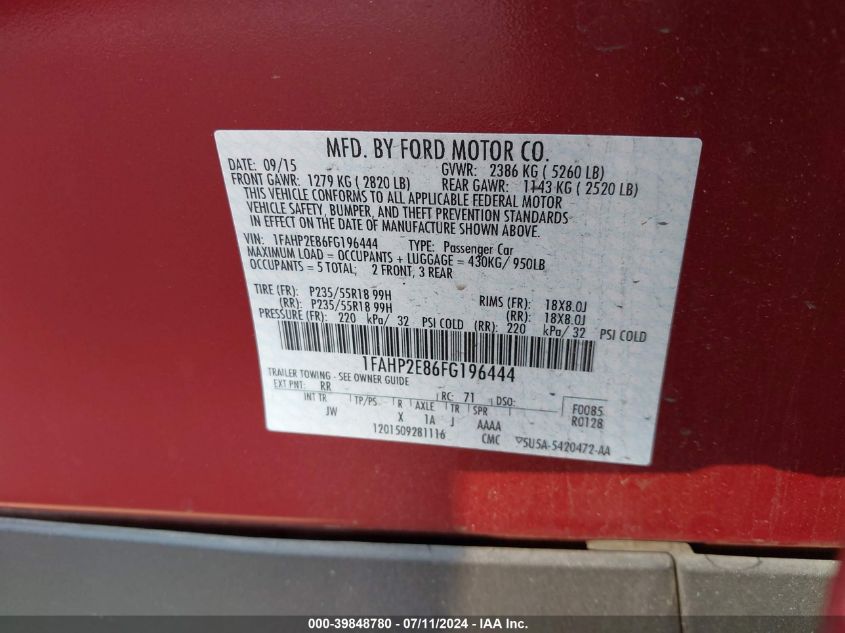 MFD. BY FORD MOTOR CO.
DATE: 09/15 GVWR: 2386 KG ( 5260 LB)
FRONT GAWR: 1279 KG ( 2820 LB) REAR GAWR: 1143 KG ( 2520 LB)
THIS VEHICLE CONFORMS TO ALL APPLICABLE FEDERAL MOTOR
VEHICLE SAFETY, BUMPER, AND THEFT PREVENTION STANDARDS
IN EFFECT ON THE DATE OF MANUFACTURE SHOWN ABOVE.
VIN: 1FAHP2E86FG196444 TYPE: Passenger Car
MAXIMUM LOAD = OCCUPANTS + LUGGAGE = 430KG/ 950LB
OCCUPANTS = 5 TOTAL; 2 FRONT, 3 REAR
TIRE (FR): P235/55R18 99H RIMS (FR): 18X8.0J
(RR): P235/55R18 99H (RR): 18X8.0J
PRESSURE (FR): 220 kPa/ 32 PSI COLD (RR): 220 kPa/ 32 PSI COLD
1FAHP2E86FG196444
TRAILER TOWING - SEE OWNER GUIDE
EXT PNT: RR RC: 71 DSO: F0085
INT TR TP/PS R AXLE TR SPR R0128
JW X 1A J AAAA
1201509281116 CMC ▽5U5A-5420472-AA
000-39848780 - 07/11/2024 - IAA Inc.